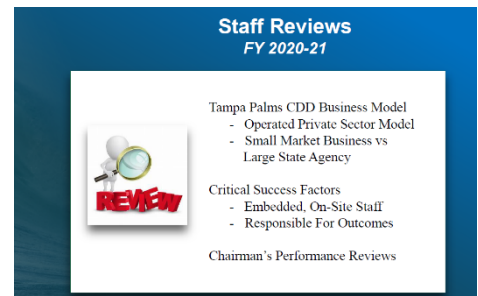 Staff Reviews
FY 2020-21
Tampa Palms CDD Business Model
- Operated Private Sector Model
- Small Market Business vs
Large State Agency
REVIEW
Critical Success Factors
- Embedded, On-Site Staff
- Responsible For Outcomes
Chairman's Performance Reviews